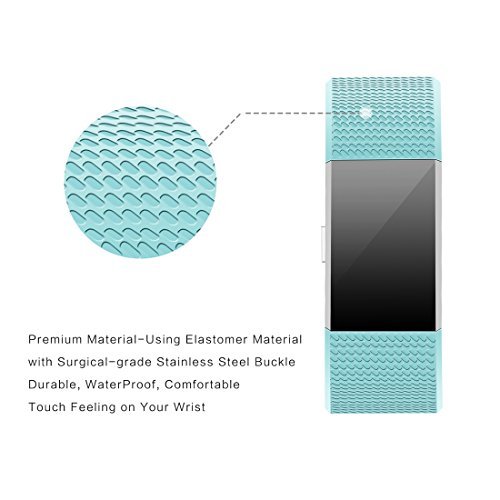 Premium Material-Using Elastomer Material
with Surgical-grade Stainless Steel Buckle
Durable, WaterProof, Comfortable
Touch Feeling on Your Wrist